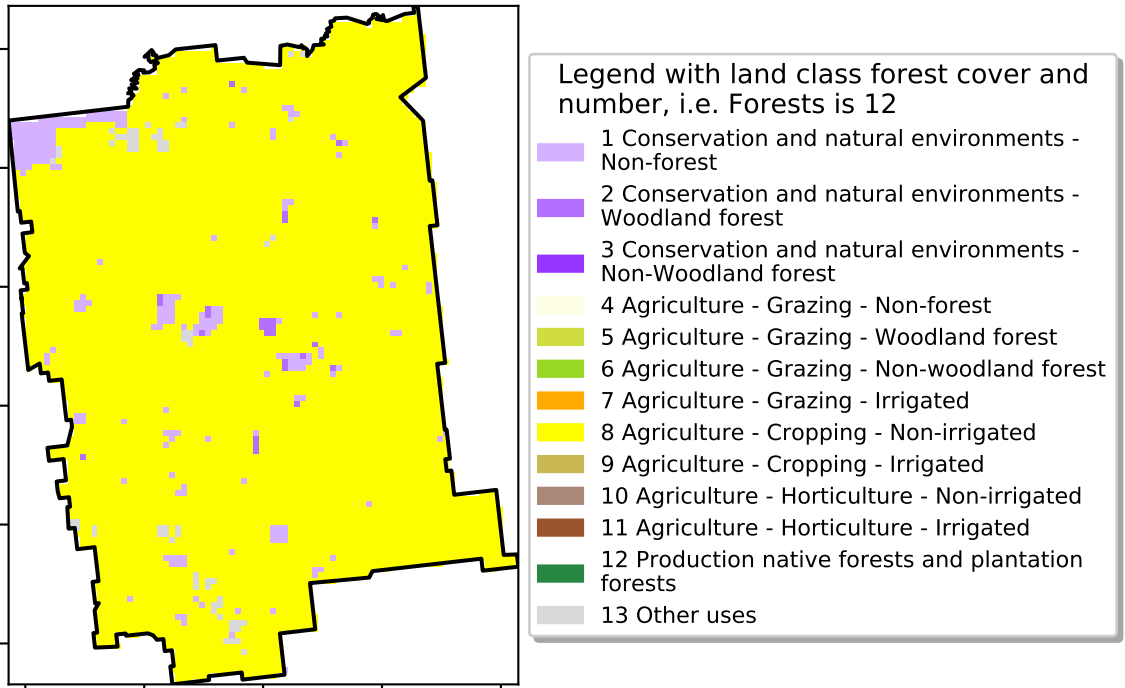 Legend with land class forest cover and
number, i.e. Forests is 12
1 Conservation and natural environments -
Non-forest
2 Conservation and natural environments -
Woodland forest
3 Conservation and natural environments -
Non-Woodland forest
4 Agriculture - Grazing - Non-forest
5 Agriculture - Grazing - Woodland forest
6 Agriculture - Grazing - Non-woodland forest
7 Agriculture - Grazing - Irrigated
8 Agriculture - Cropping - Non-irrigated
9 Agriculture - Cropping - Irrigated
10 Agriculture - Horticulture - Non-irrigated
11 Agriculture - Horticulture - Irrigated
12 Production native forests and plantation
forests
13 Other uses